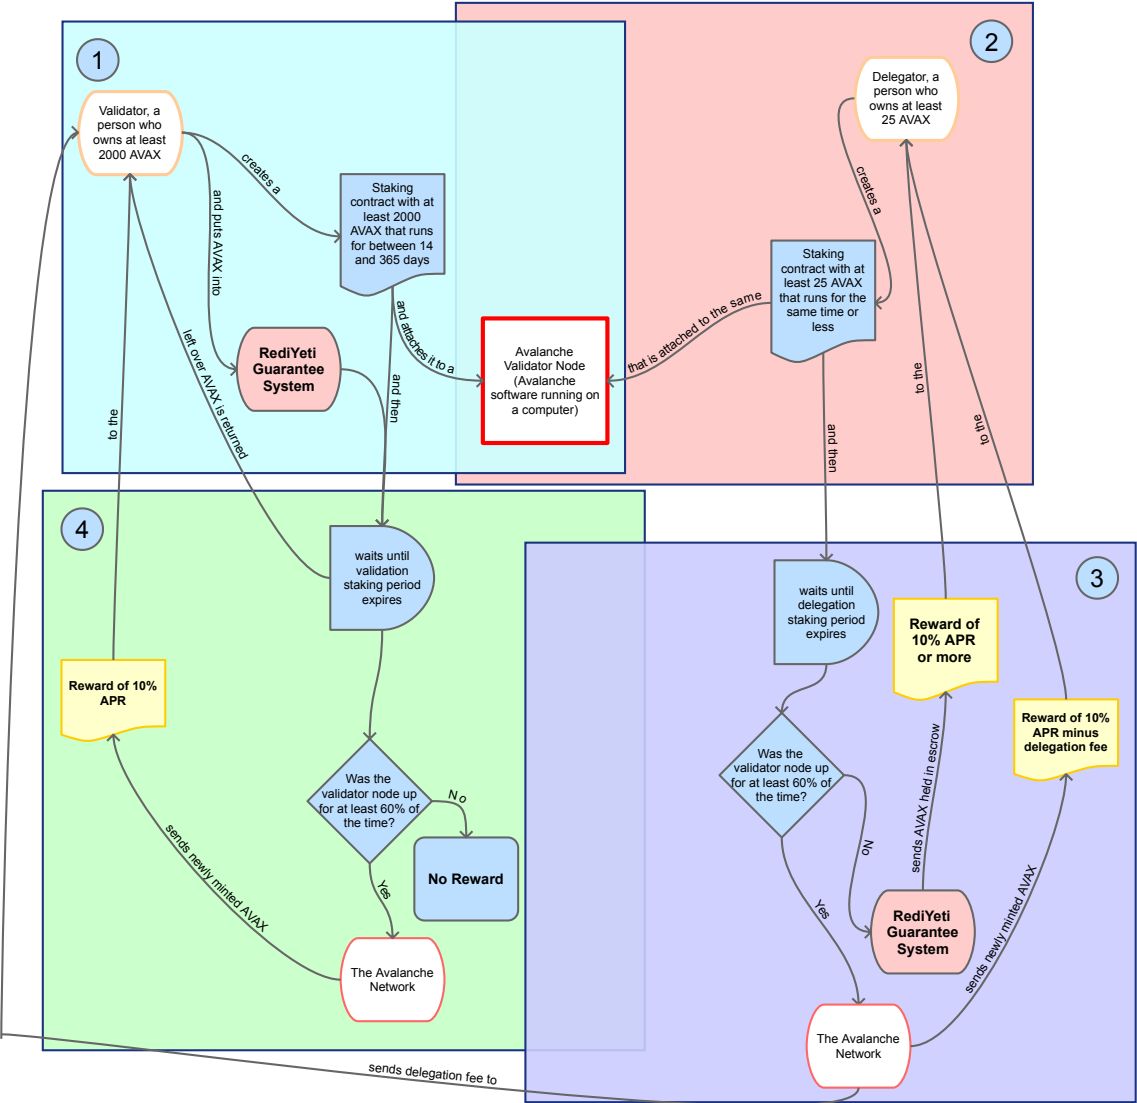 1
Validator, a
person who
owns at least
2000 AVAX
creates a
and puts AVAX into
Staking
contract with at
least 2000
AVAX that runs
for between 14
and 365 days
and attaches it to a
RediYeti
Guarantee
System
and then
left over AVAX is returned
to the
Avalanche
Validator Node
(Avalanche
software running on
a computer)
2
Delegator, a
person who
owns at least
25 AVAX
creates a
Staking
contract with at
least 25 AVAX
that runs for the
same time or
less
that is attached to the same
and then
to the
to the
4
waits until
validation
staking period
expires
Reward of 10%
APR
Was the
validator node up
for at least 60% of
the time?
No
No Reward
Yes
sends newly minted AVAX
The Avalanche
Network
3
waits until
delegation
staking period
expires
Reward of
10% APR
or more
Reward of 10%
APR minus
delegation fee
Was the
validator node up
for at least 60% of
the time?
No
Yes
sends AVAX held in escrow
RediYeti
Guarantee
System
sends newly minted AVAX
The Avalanche
Network
sends delegation fee to